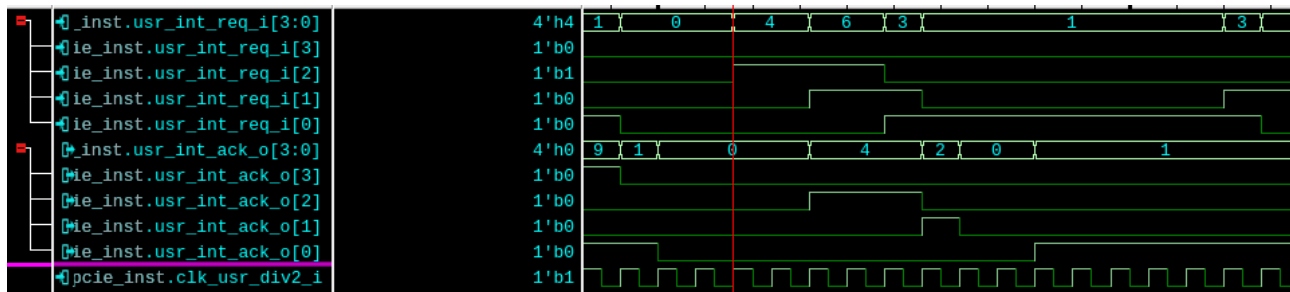 _inst.usr_int_req_i[3:0] 4'h4 1 0 4 6 3 1 3
ie_inst.usr_int_req_i[3] 1'b0
ie_inst.usr_int_req_i[2] 1'b1
ie_inst.usr_int_req_i[1] 1'b0
ie_inst.usr_int_req_i[0] 1'b0
_inst.usr_int_ack_o[3:0] 4'h0 9 1 0 4 2 0 1
ie_inst.usr_int_ack_o[3] 1'b0
ie_inst.usr_int_ack_o[2] 1'b0
ie_inst.usr_int_ack_o[1] 1'b0
ie_inst.usr_int_ack_o[0] 1'b0
pcie_inst.clk_usr_div2_i 1'b1